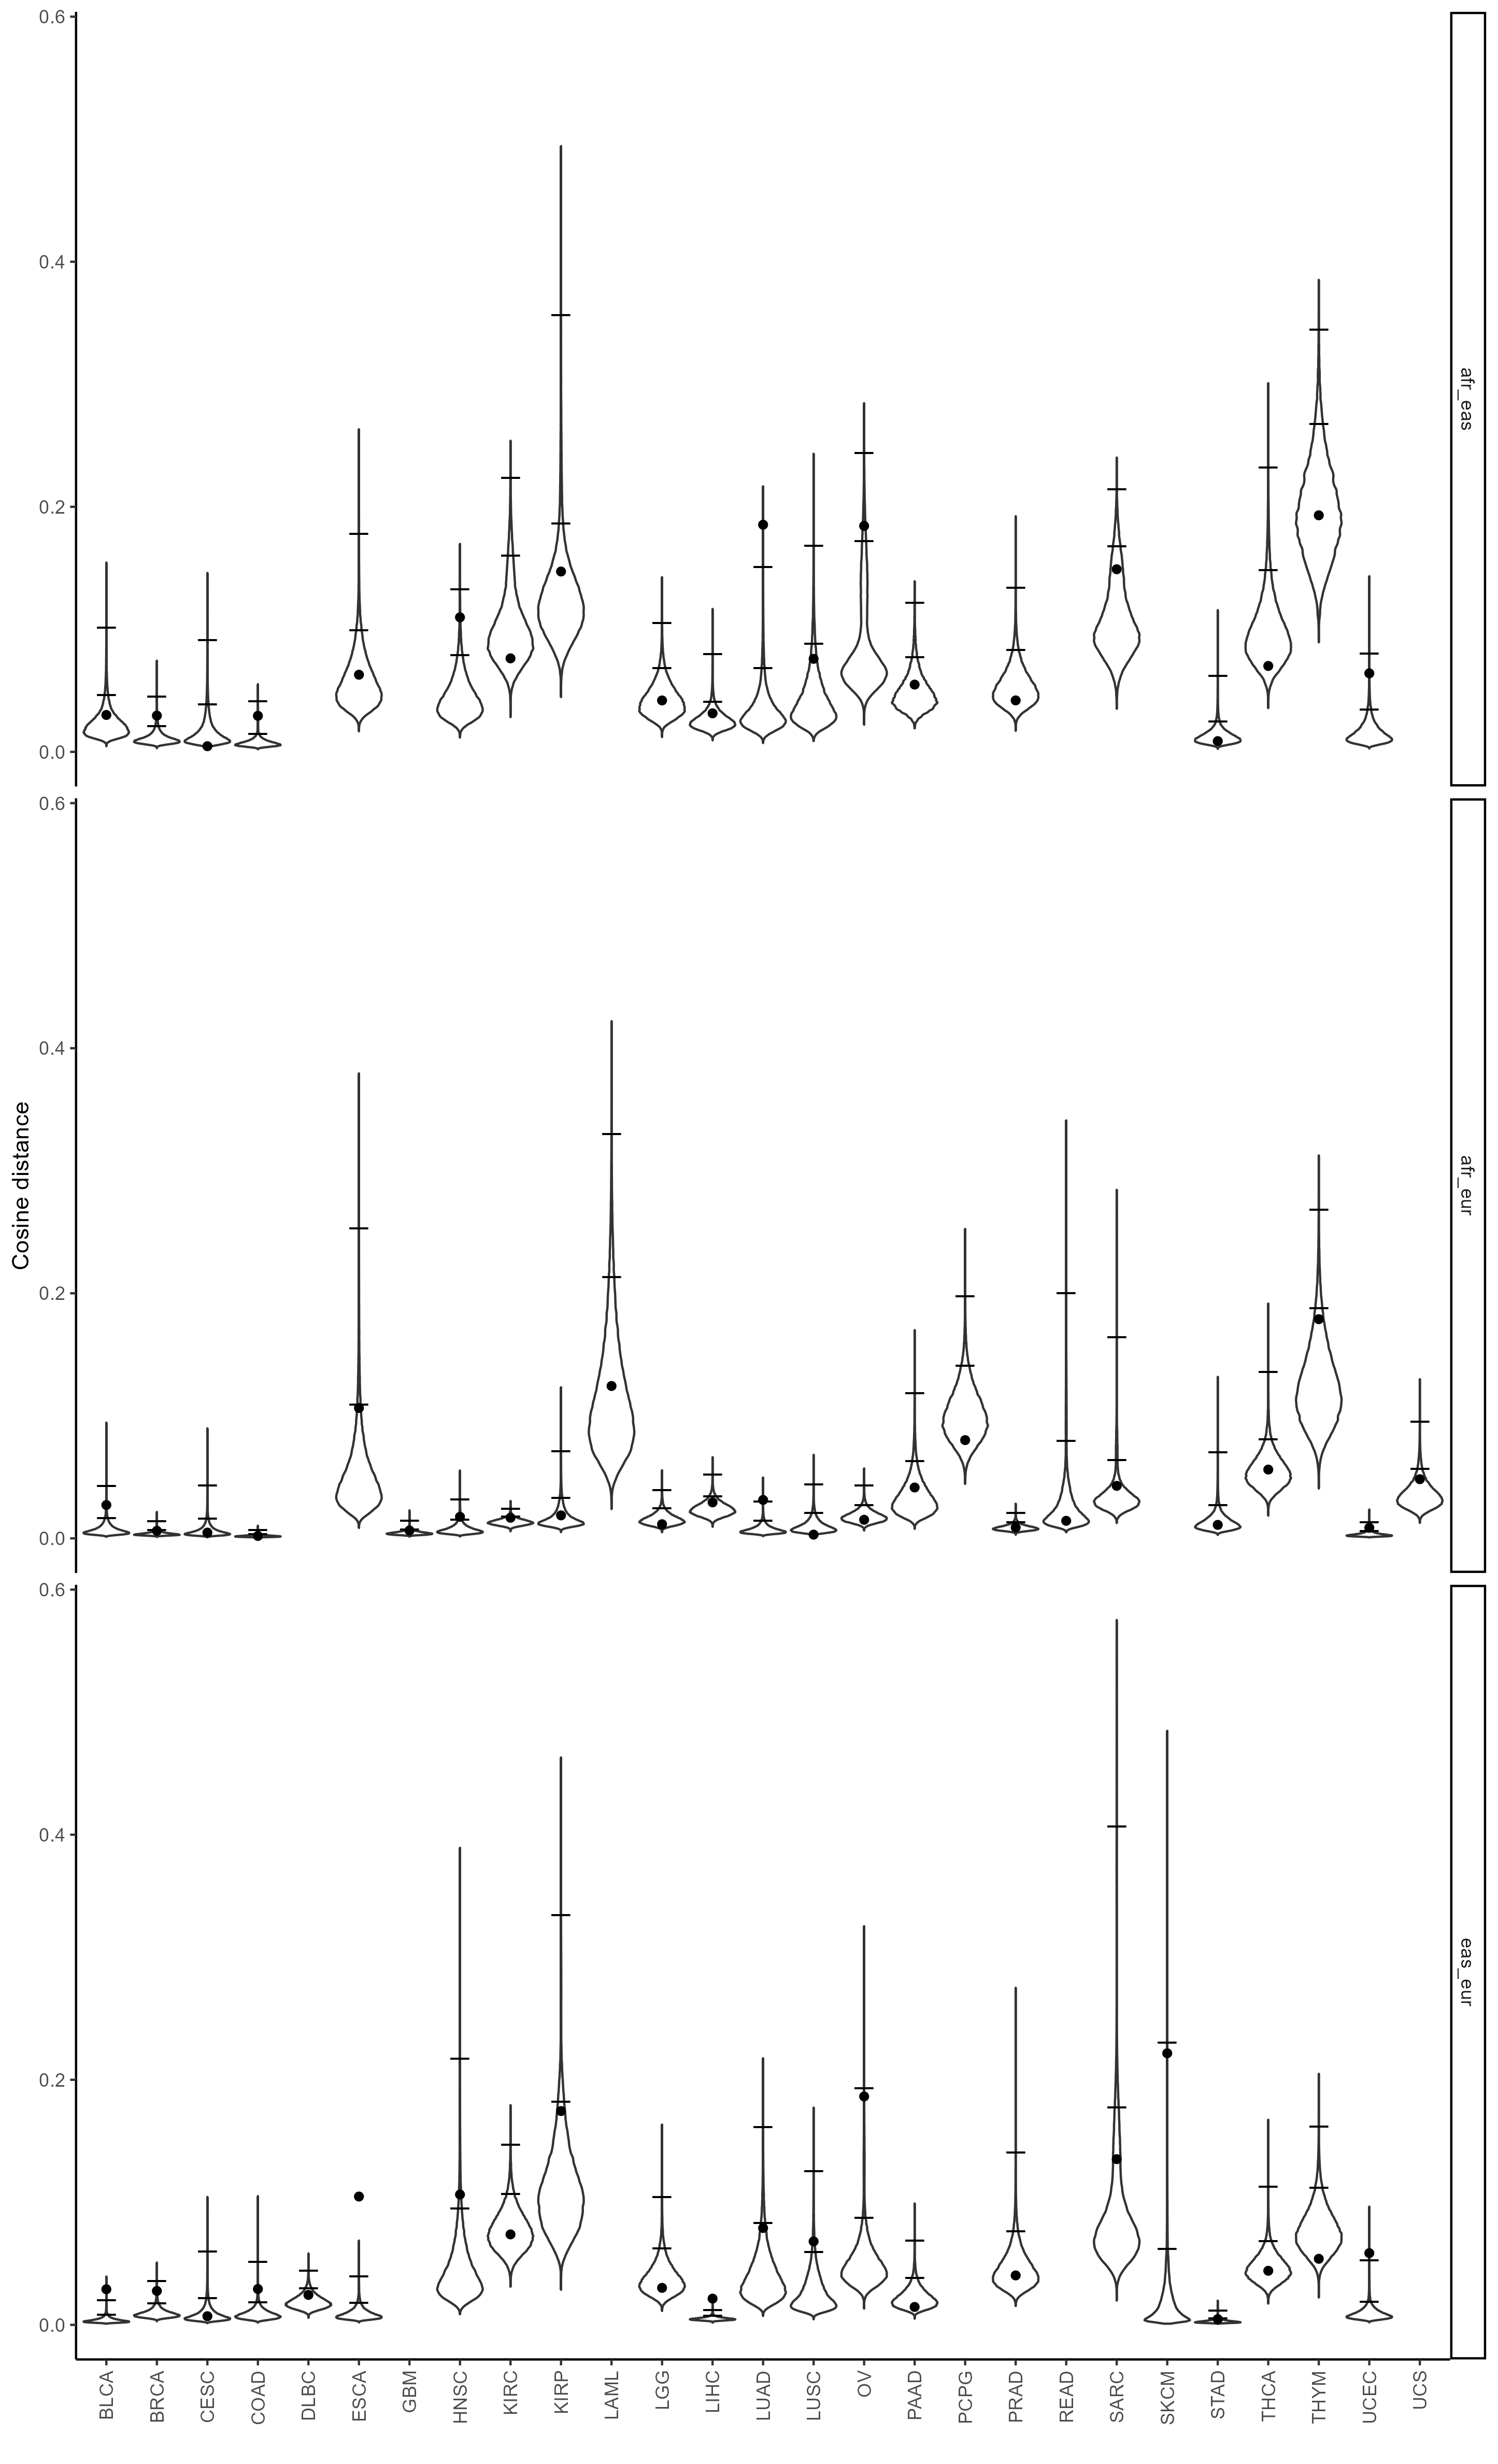 Cosine distance
0.6
0.4
0.2
0.0
afr_eas
0.6
0.4
0.2
0.0
afr_eur
0.6
0.4
0.2
0.0
eas_eur
BLCA
BRCA
CESC
COAD
DLBC
ESCA
GBM
HNSC
KIRC
KIRP
LAML
LGG
LIHC
LUAD
LUSC
OV
PAAD
PCPG
PRAD
READ
SARC
SKCM
STAD
THCA
THYM
UCEC
UCS